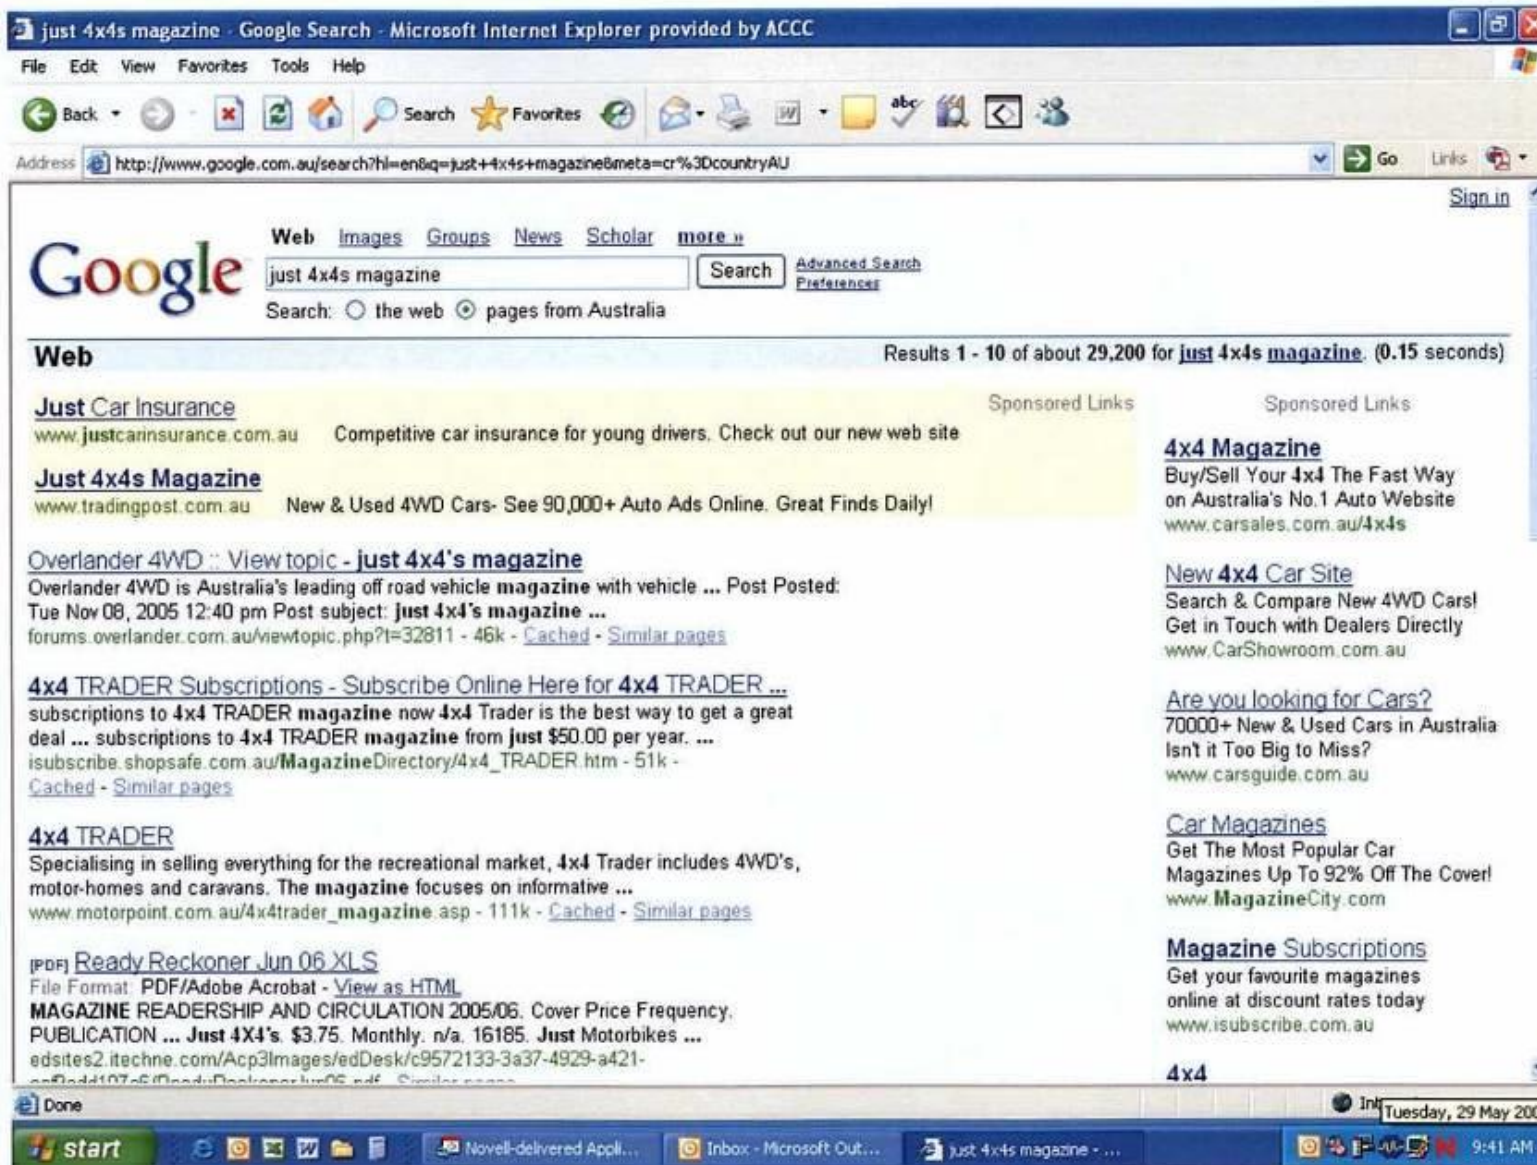 just 4x4s magazine - Google Search - Microsoft Internet Explorer provided by ACCC
File Edit View Favorites Tools Help
Back Search Favorites
Address http://www.google.com.au/search?hl=en&q=just+4x4s+magazine&meta=cr%3DcountryAU Go Links
Sign in
Google
Web Images Groups News Scholar more »
just 4x4s magazine Search Advanced Search
Preferences
Search: the web pages from Australia
Web Results 1 - 10 of about 29,200 for just 4x4s magazine. (0.15 seconds)
Just Car Insurance Sponsored Links
www.justcarinsurance.com.au Competitive car insurance for young drivers. Check out our new web site
Just 4x4s Magazine
www.tradingpost.com.au New & Used 4WD Cars- See 90,000+ Auto Ads Online. Great Finds Daily!
Overlander 4WD :: View topic - just 4x4's magazine
Overlander 4WD is Australia's leading off road vehicle magazine with vehicle ... Post Posted:
Tue Nov 08, 2005 12:40 pm Post subject: just 4x4's magazine ...
forums.overlander.com.au/viewtopic.php?t=32811 - 46k - Cached - Similar pages
4x4 TRADER Subscriptions - Subscribe Online Here for 4x4 TRADER ...
subscriptions to 4x4 TRADER magazine now 4x4 Trader is the best way to get a great
deal ... subscriptions to 4x4 TRADER magazine from just $50.00 per year. ...
isubscribe.shopsafe.com.au/MagazineDirectory/4x4_TRADER.htm - 51k -
Cached - Similar pages
4x4 TRADER
Specialising in selling everything for the recreational market, 4x4 Trader includes 4WD's,
motor-homes and caravans. The magazine focuses on informative ...
www.motorpoint.com.au/4x4trader_magazine.asp - 111k - Cached - Similar pages
[PDF] Ready Reckoner Jun 06 XLS
File Format: PDF/Adobe Acrobat - View as HTML
MAGAZINE READERSHIP AND CIRCULATION 2005/06. Cover Price Frequency.
PUBLICATION ... Just 4X4's. $3.75. Monthly. n/a. 16185. Just Motorbikes ...
edsites2.itechne.com/Acp3Images/edDesk/c9572133-3a37-4929-a421-
Sponsored Links
4x4 Magazine
Buy/Sell Your 4x4 The Fast Way
on Australia's No.1 Auto Website
www.carsales.com.au/4x4s
New 4x4 Car Site
Search & Compare New 4WD Cars!
Get in Touch with Dealers Directly
www.CarShowroom.com.au
Are you looking for Cars?
70000+ New & Used Cars in Australia
Isn't it Too Big to Miss?
www.carsguide.com.au
Car Magazines
Get The Most Popular Car
Magazines Up To 92% Off The Cover!
www.MagazineCity.com
Magazine Subscriptions
Get your favourite magazines
online at discount rates today
www.isubscribe.com.au
4x4
Done
Tuesday, 29 May 200
start Novell-delivered Appli... Inbox - Microsoft Out... just 4x4s magazine - ... 9:41 AM